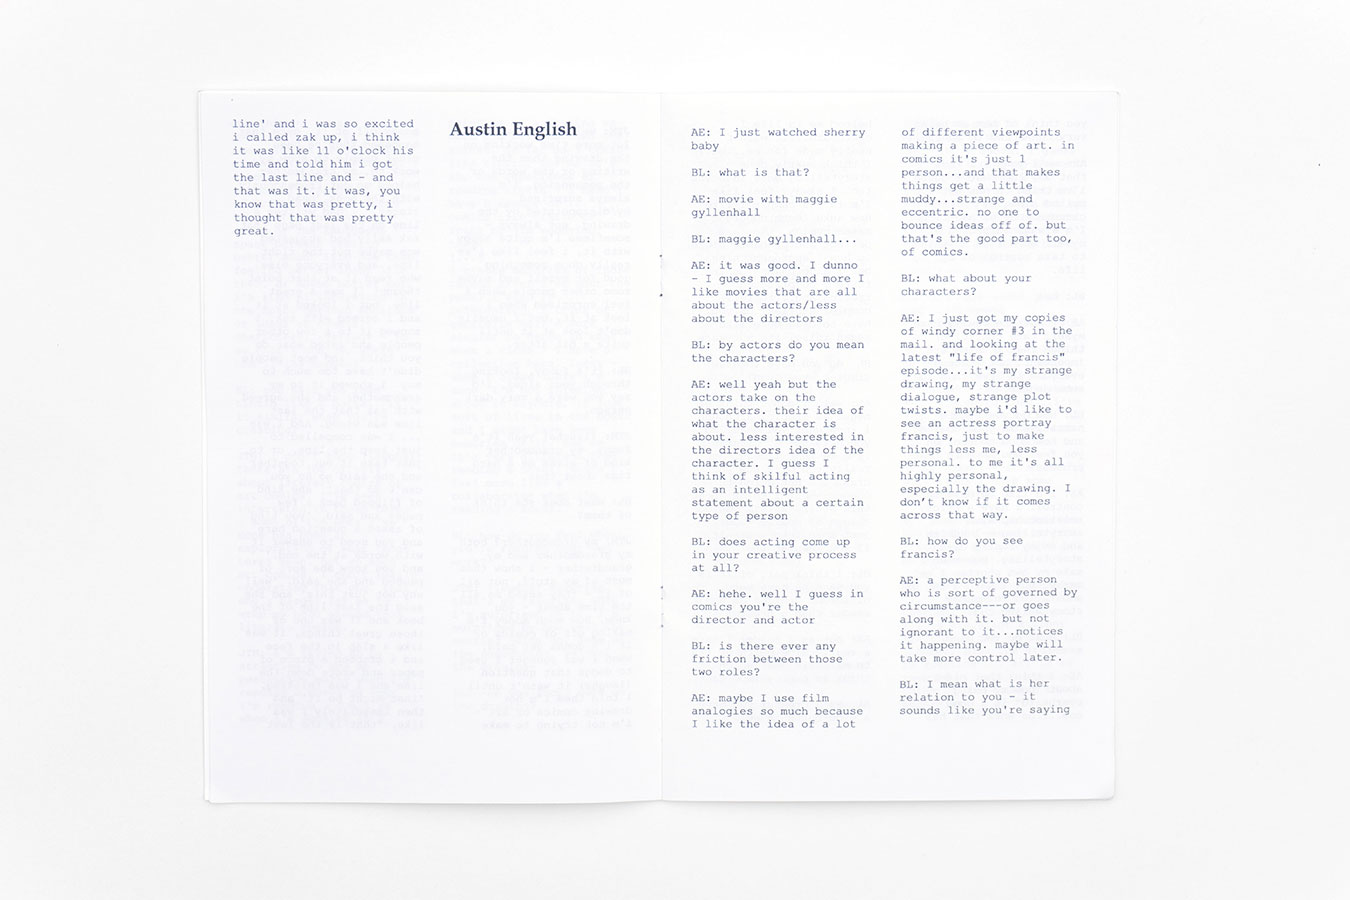 line' and i was so excited
i called zak up, i think
it was like 11 o'clock his
time and told him i got
the last line and - and
that was it. it was, you
know that was pretty, i
thought that was pretty
great.
Austin English
AE: I just watched sherry
baby
BL: what is that?
AE: movie with maggie
gyllenhall
BL: maggie gyllenhall...
AE: it was good. I dunno
- I guess more and more I
like movies that are all
about the actors/less
about the directors
BL: by actors do you mean
the characters?
AE: well yeah but the
actors take on the
characters. their idea of
what the character is
about. less interested in
the directors idea of the
character. I guess I
think of skilful acting
as an intelligent
statement about a certain
type of person
BL: does acting come up
in your creative process
at all?
AE: hehe. well I guess in
comics you're the
director and actor
BL: is there ever any
friction between those
two roles?
AE: maybe I use film
analogies so much because
I like the idea of a lot
of different viewpoints
making a piece of art. in
comics it's just 1
person...and that makes
things get a little
muddy...strange and
eccentric. no one to
bounce ideas off of. but
that's the good part too,
of comics.
BL: what about your
characters?
AE: I just got my copies
of windy corner #3 in the
mail. and looking at the
latest "life of francis"
episode...it's my strange
drawing, my strange
dialogue, strange plot
twists. maybe i'd like to
see an actress portray
francis, just to make
things less me, less
personal. to me it's all
highly personal,
especially the drawing. I
don't know if it comes
across that way.
BL: how do you see
francis?
AE: a perceptive person
who is sort of governed by
circumstance---or goes
along with it. but not
ignorant to it...notices
it happening. maybe will
take more control later.
BL: I mean what is her
relation to you - it
sounds like you're saying